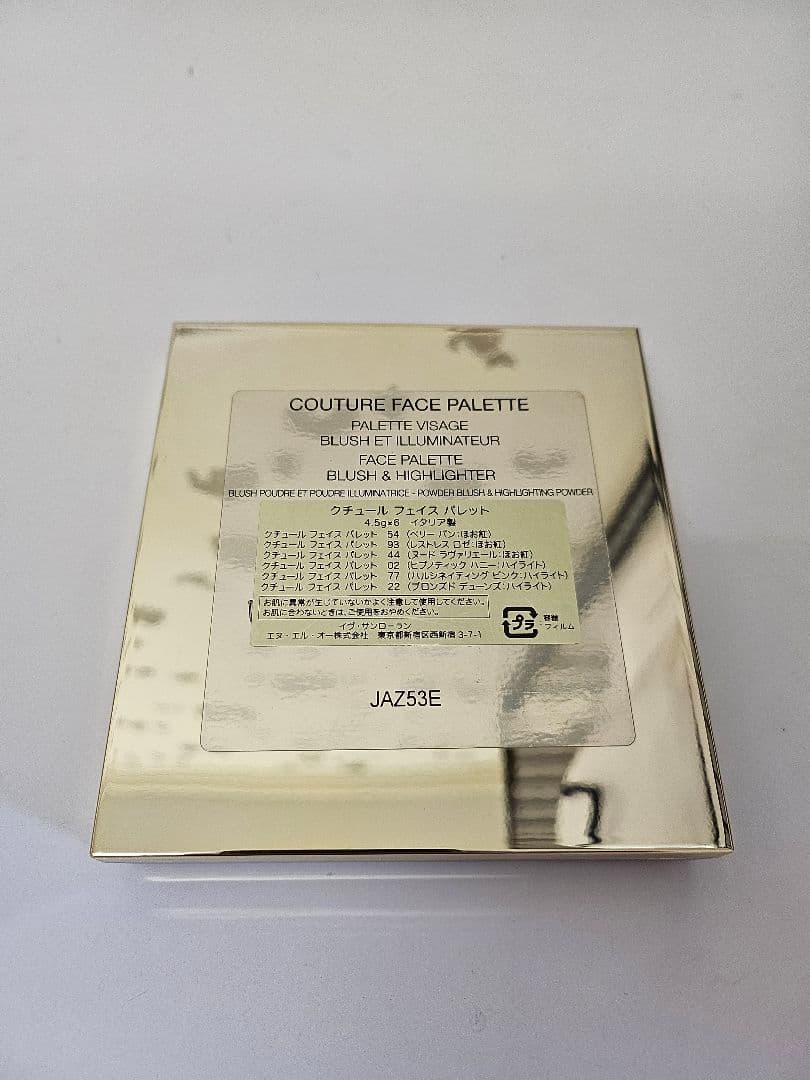 COUTURE FACE PALETTE
PALETTE VISAGE
BLUSH ET ILLUMINATEUR
FACE PALETTE
BLUSH & HIGHLIGHTER
BLUSH POUDRE ET POUDRE ILLUMINATRICE - POWDER BLUSH & HIGHLIGHTING POWDER
クチュール フェイス パレット
4.5g×6 イタリア製
クチュール フェイス パレット 54 (ベリー バン:ほお紅)
クチュール フェイス パレット 93 (レストレス ロゼ:ほお紅)
クチュール フェイス パレット 44 (ヌード ラヴァリエール:ほお紅)
クチュール フェイス パレット 02 (ヒプノティック ハニー:ハイライト)
クチュール フェイス パレット 77 (ハルシネイティング ピンク:ハイライト)
クチュール フェイス パレット 22 (ブロンズド デューンズ:ハイライト)
お肌に異常が生じていないかよく注意して使用してください。
お肌に合わないときは、ご使用をおやめください。
イヴ・サンローラン
エヌ・エル・オー株式会社 東京都新宿区西新宿3-7-1
プラ
容器
・フィルム
JAZ53E